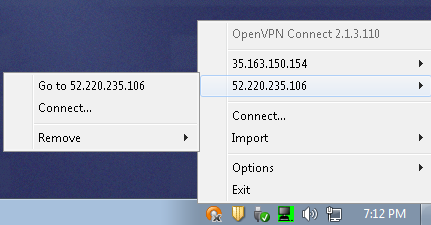 OpenVPN Connect 2.1.3.110
35.163.150.154
52.220.235.106
Go to 52.220.235.106
Connect...
Remove
Connect...
Import
Options
Exit
7:12 PM